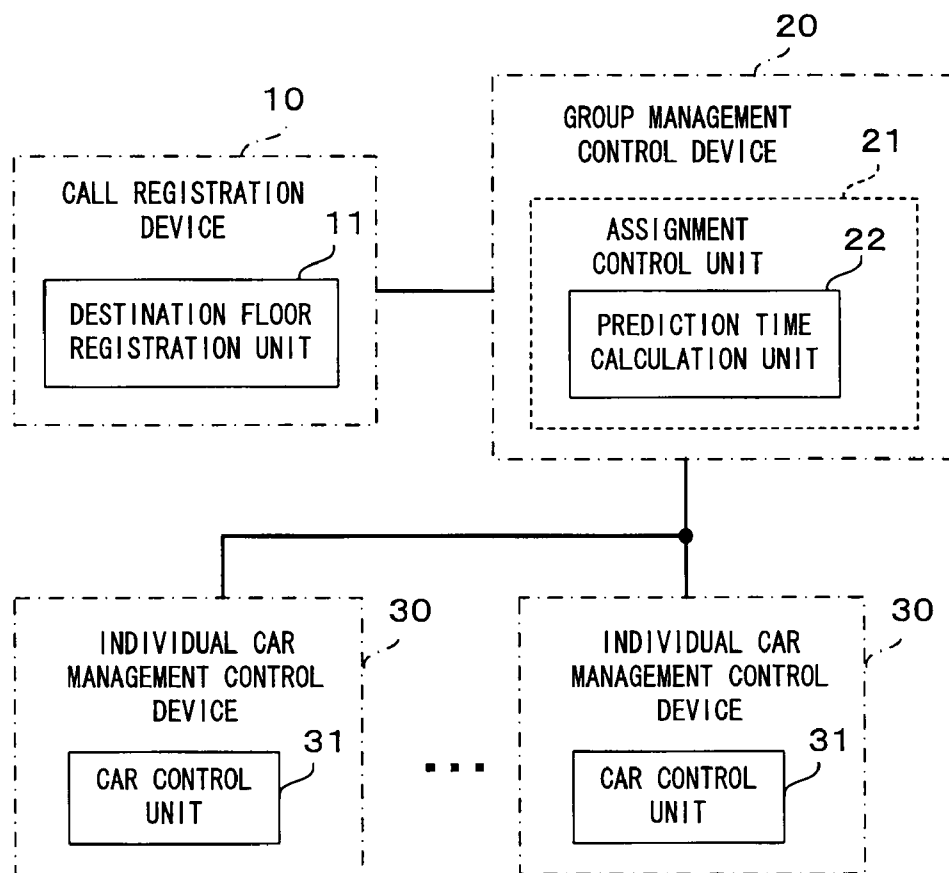 10
CALL REGISTRATION
DEVICE
11
DESTINATION FLOOR
REGISTRATION UNIT
20
GROUP MANAGEMENT
CONTROL DEVICE
21
ASSIGNMENT
CONTROL UNIT
22
PREDICTION TIME
CALCULATION UNIT
30
INDIVIDUAL CAR
MANAGEMENT CONTROL
DEVICE
31
CAR CONTROL
UNIT
30
INDIVIDUAL CAR
MANAGEMENT CONTROL
DEVICE
31
CAR CONTROL
UNIT